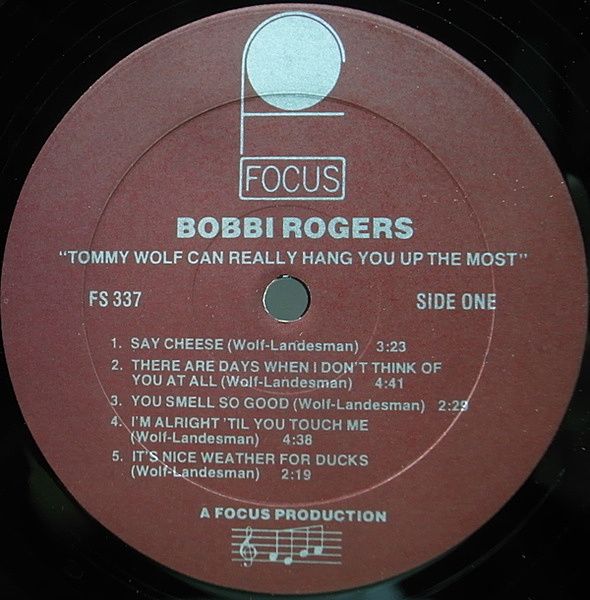 FOCUS
BOBBI ROGERS
"TOMMY WOLF CAN REALLY HANG YOU UP THE MOST"
FS 337
SIDE ONE
1. SAY CHEESE (Wolf-Landesman) 3:23
2. THERE ARE DAYS WHEN I DON'T THINK OF
YOU AT ALL (Wolf-Landesman) 4:41
3. YOU SMELL SO GOOD (Wolf-Landesman) 2:29
4. I'M ALRIGHT 'TIL YOU TOUCH ME
(Wolf-Landesman) 4:38
5. IT'S NICE WEATHER FOR DUCKS
(Wolf-Landesman) 2:19
A FOCUS PRODUCTION